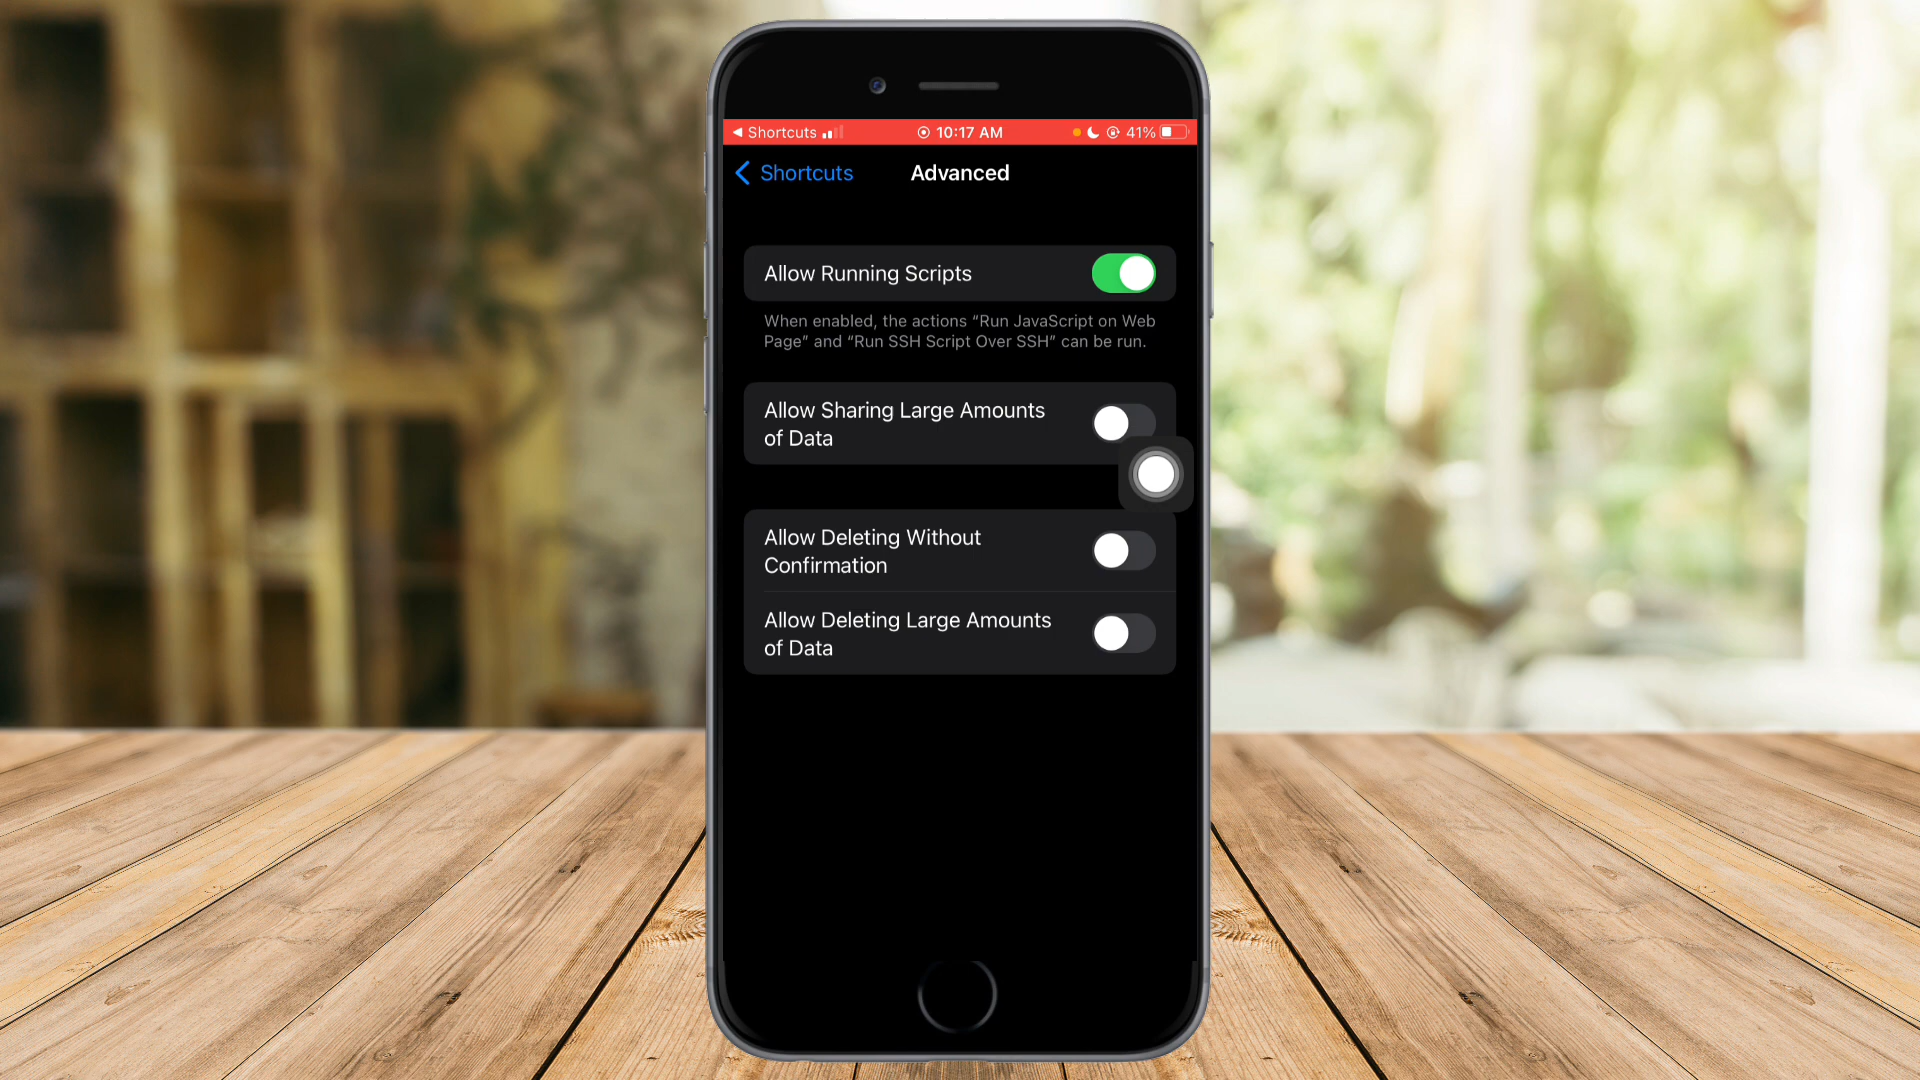 Shortcuts 10:17 AM 41%
Shortcuts Advanced
Allow Running Scripts
When enabled, the actions “Run JavaScript on Web
Page” and “Run SSH Script Over SSH” can be run.
Allow Sharing Large Amounts
of Data
Allow Deleting Without
Confirmation
Allow Deleting Large Amounts
of Data